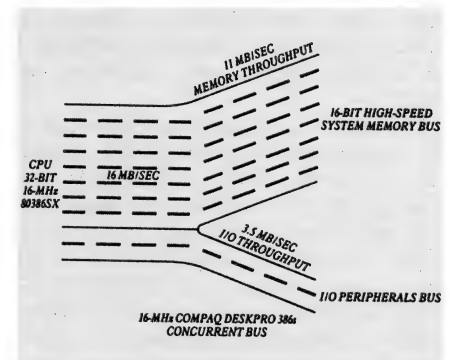 11 MB/SEC
MEMORY THROUGHPUT
16-BIT HIGH-SPEED
SYSTEM MEMORY BUS
CPU
32-BIT
16-MHz
80386SX
16 MB/SEC
3.5 MB/SEC
I/O THROUGHPUT
I/O PERIPHERALS BUS
16-MHz COMPAQ DESKPRO 386s
CONCURRENT BUS